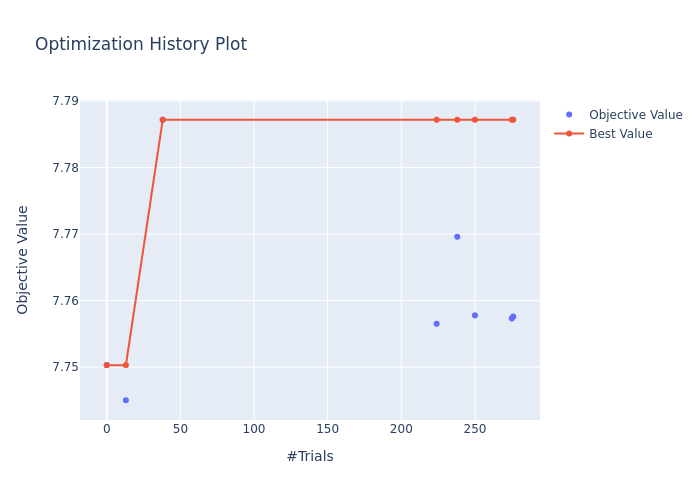 Optimization History Plot
Objective Value
Best Value
7.79
7.78
7.77
7.76
7.75
Objective Value
0 50 100 150 200 250
#Trials